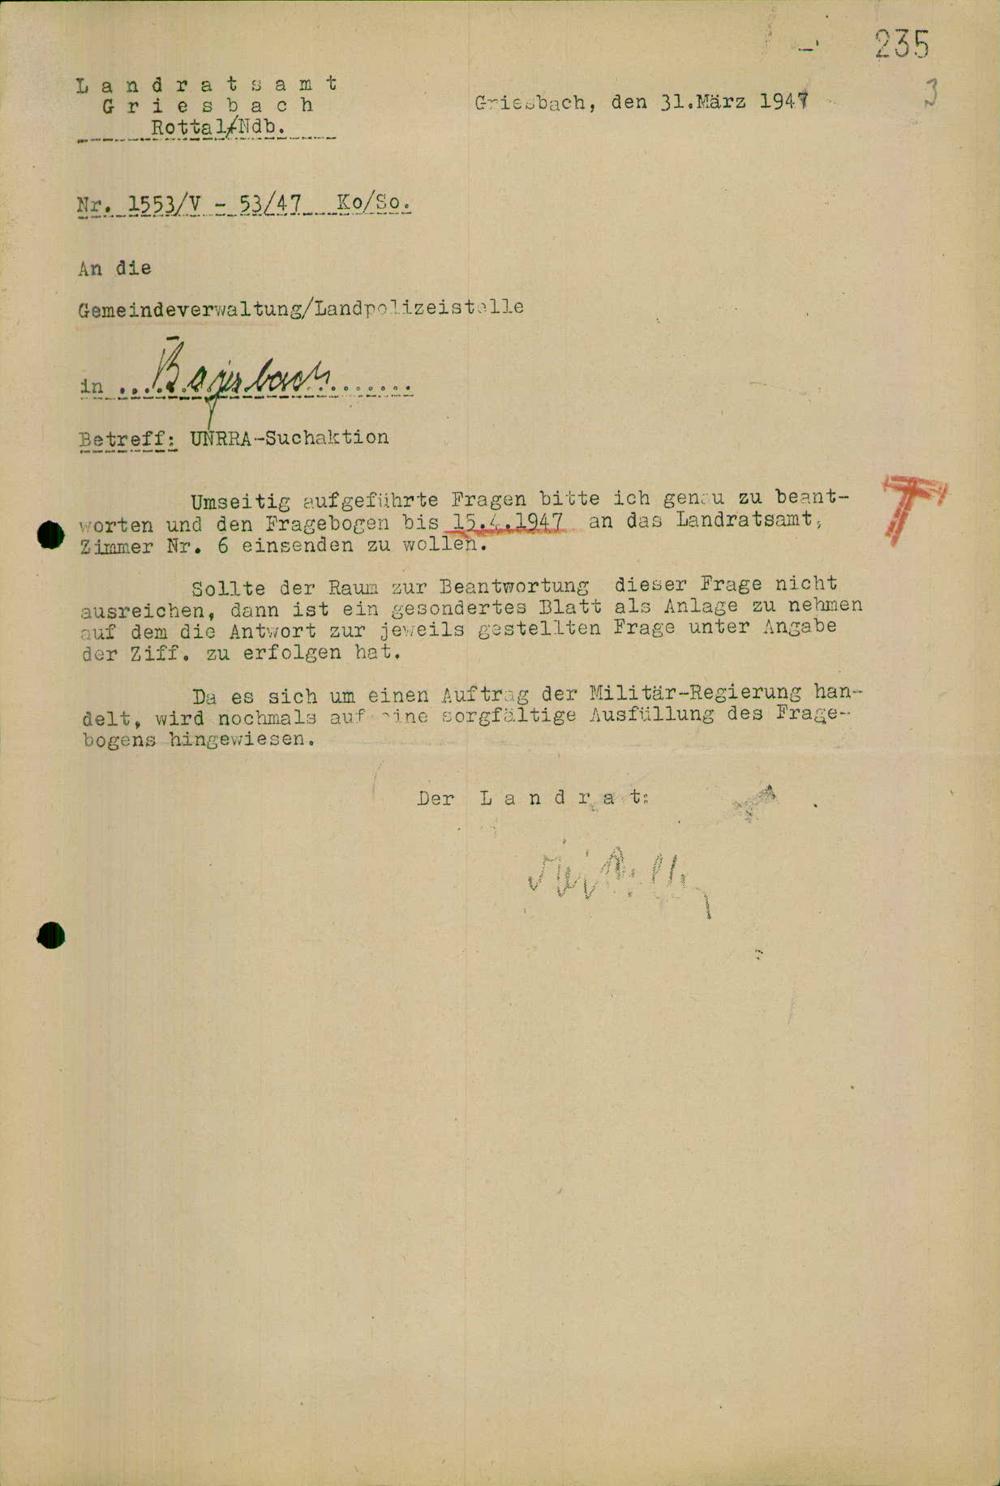 235
3
Landratsamt
Griesbach
Rottal/Ndb.
Griesbach, den 31.März 1947
Nr. 1553/V - 53/47 Ko/So.
An die
Gemeindeverwaltung/Landpolizeistelle
in ...Bayerbach.......
Betreff: UNRRA-Suchaktion
Umseitig aufgeführte Fragen bitte ich genau zu beant-
worten und den Fragebogen bis 15.4.1947 an das Landratsamt,
Zimmer Nr. 6 einsenden zu wollen.
T
Sollte der Raum zur Beantwortung dieser Frage nicht
ausreichen, dann ist ein gesondertes Blatt als Anlage zu nehmen
auf dem die Antwort zur jeweils gestellten Frage unter Angabe
der Ziff. zu erfolgen hat.
Da es sich um einen Auftrag der Militär-Regierung han-
delt, wird nochmals auf eine sorgfältige Ausfüllung des Frage-
bogens hingewiesen.
Der Landrat: